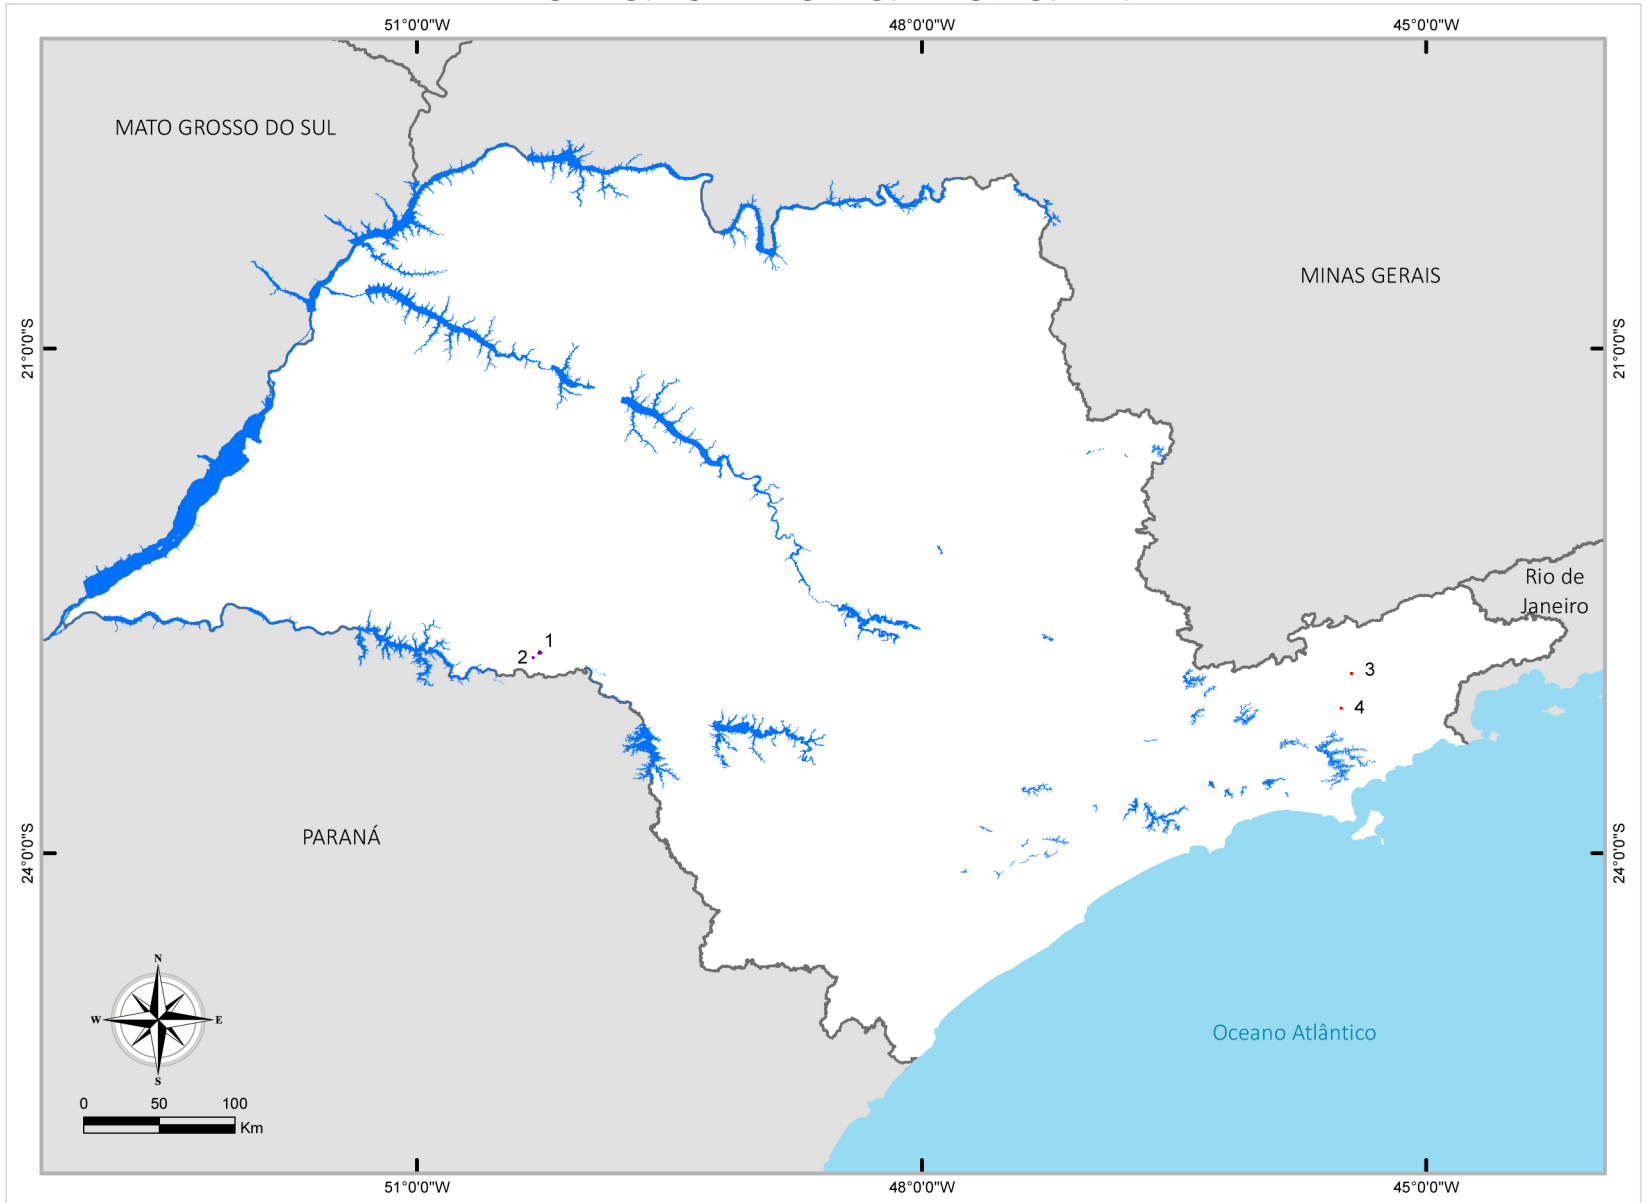 51°0'0"W 48°0'0"W 45°0'0"W
MATO GROSSO DO SUL
MINAS GERAIS
21°0'0"S 21°0'0"S
Rio de
Janeiro
1
2
3
4
PARANÁ
24°0'0"S 24°0'0"S
N
W E
S
Oceano Atlântico
0 50 100
Km
51°0'0"W 48°0'0"W 45°0'0"W